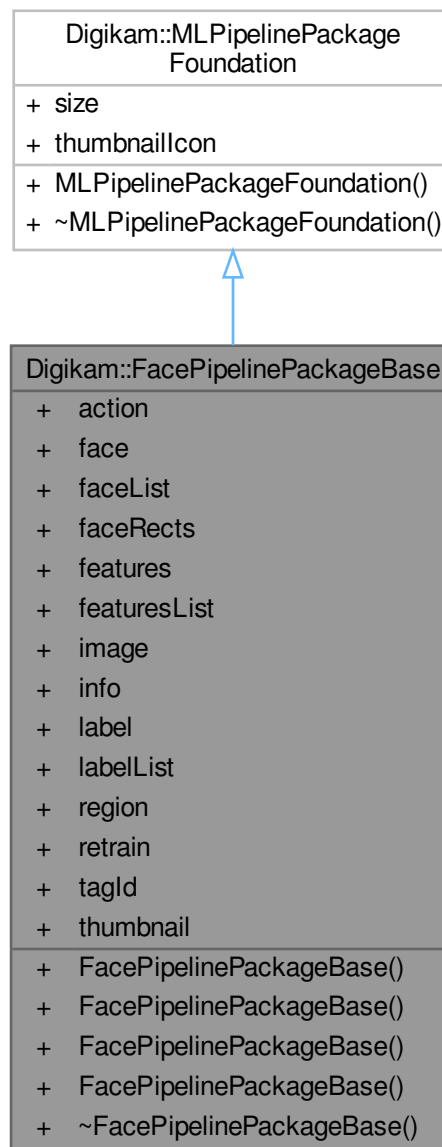 Digikam::MLPipelinePackage
Foundation
+ size
+ thumbnailIcon
+ MLPipelinePackageFoundation()
+ ~MLPipelinePackageFoundation()
Digikam::FacePipelinePackageBase
+ action
+ face
+ faceList
+ faceRects
+ features
+ featuresList
+ image
+ info
+ label
+ labelList
+ region
+ retrain
+ tagId
+ thumbnail
+ FacePipelinePackageBase()
+ FacePipelinePackageBase()
+ FacePipelinePackageBase()
+ FacePipelinePackageBase()
+ ~FacePipelinePackageBase()